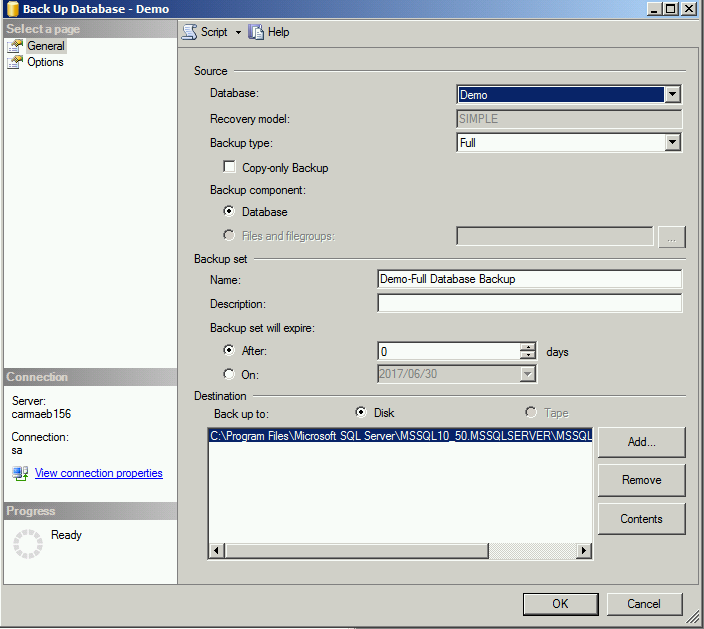 Back Up Database - Demo
Select a page
General
Options
Script
Help
Source
Database:
Demo
Recovery model:
SIMPLE
Backup type:
Full
Copy-only Backup
Backup component:
Database
Files and filegroups:
...
Backup set
Name:
Demo-Full Database Backup
Description:
Backup set will expire:
After:
0
days
On:
2017/06/30
Destination
Back up to:
Disk
Tape
C:\Program Files\Microsoft SQL Server\MSSQL10_50.MSSQLSERVER\MSSQL
Add...
Remove
Contents
Connection
Server:
carmaeb156
Connection:
sa
View connection properties
Progress
Ready
OK
Cancel